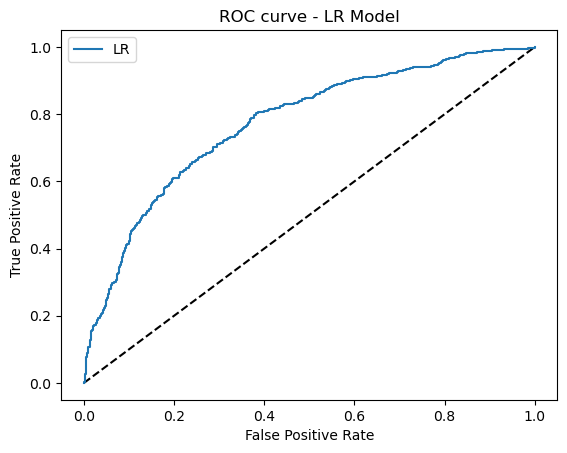 ROC curve - LR Model
LR
True Positive Rate
1.0
0.8
0.6
0.4
0.2
0.0
0.0 0.2 0.4 0.6 0.8 1.0
False Positive Rate